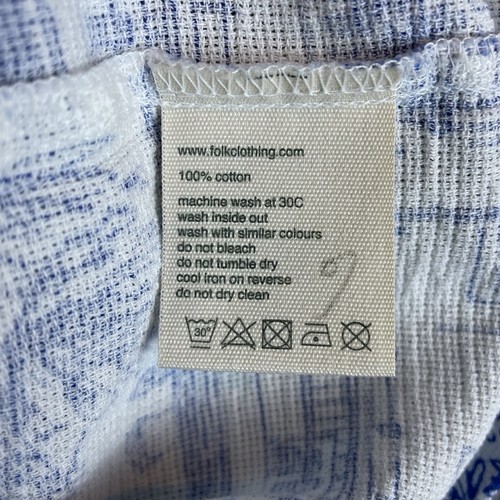 www.folkclothing.com
100% cotton
machine wash at 30C
wash inside out
wash with similar colours
do not bleach
do not tumble dry
cool iron on reverse
do not dry clean
30°